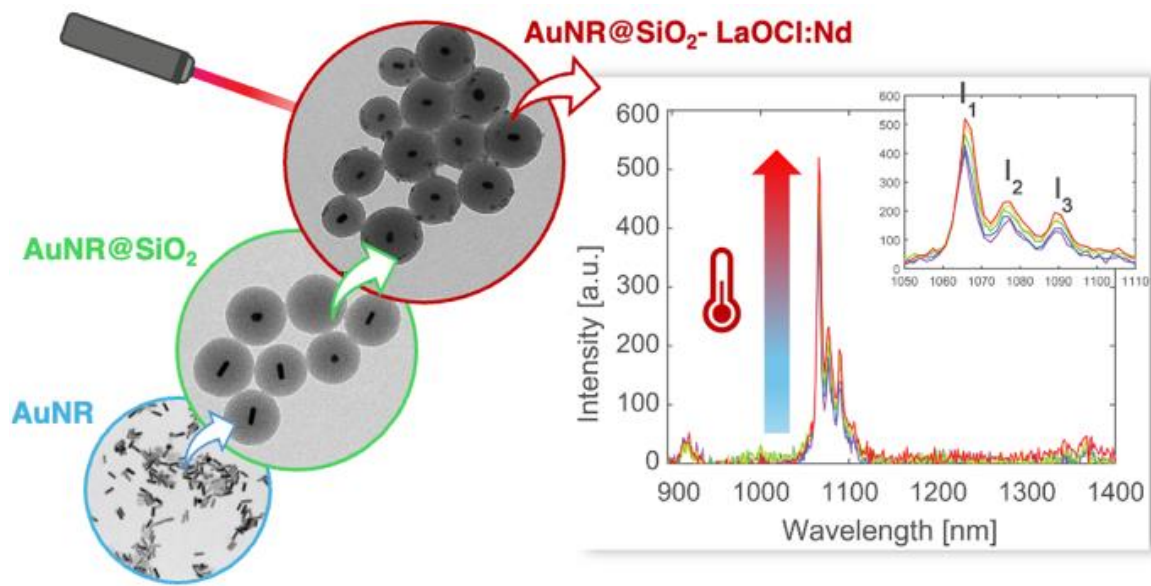 AuNR@SiO₂- LaOCl:Nd
AuNR@SiO₂
AuNR
600
500
400
300
200
100
0
900 1000 1100 1200 1300 1400
Intensity [a.u.]
Wavelength [nm]
600
500
400
300
200
100
0
1050 1060 1070 1080 1090 1100 1110
I₁
I₂
I₃